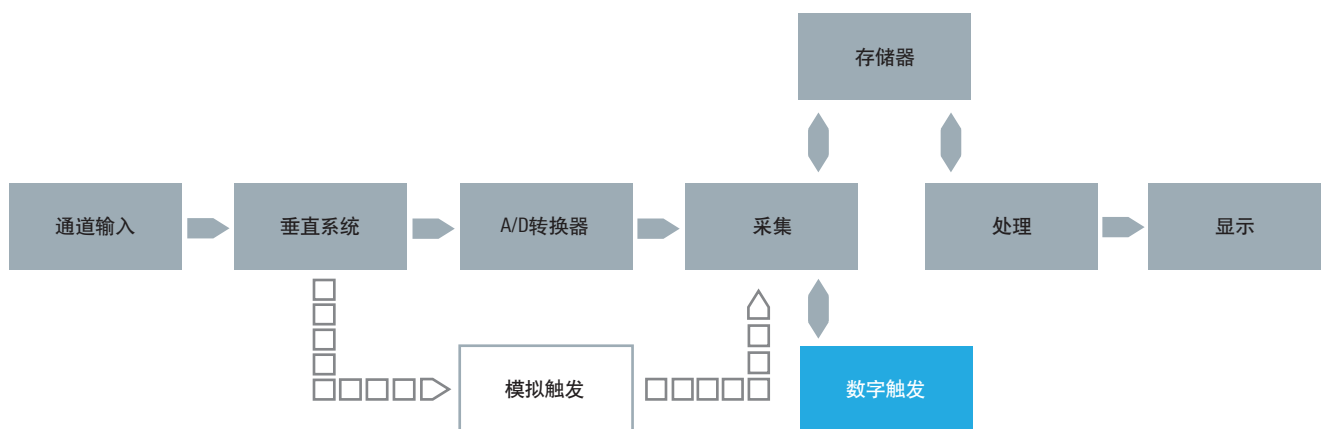 存储器
通道输入
垂直系统
A/D转换器
采集
处理
显示
模拟触发
数字触发